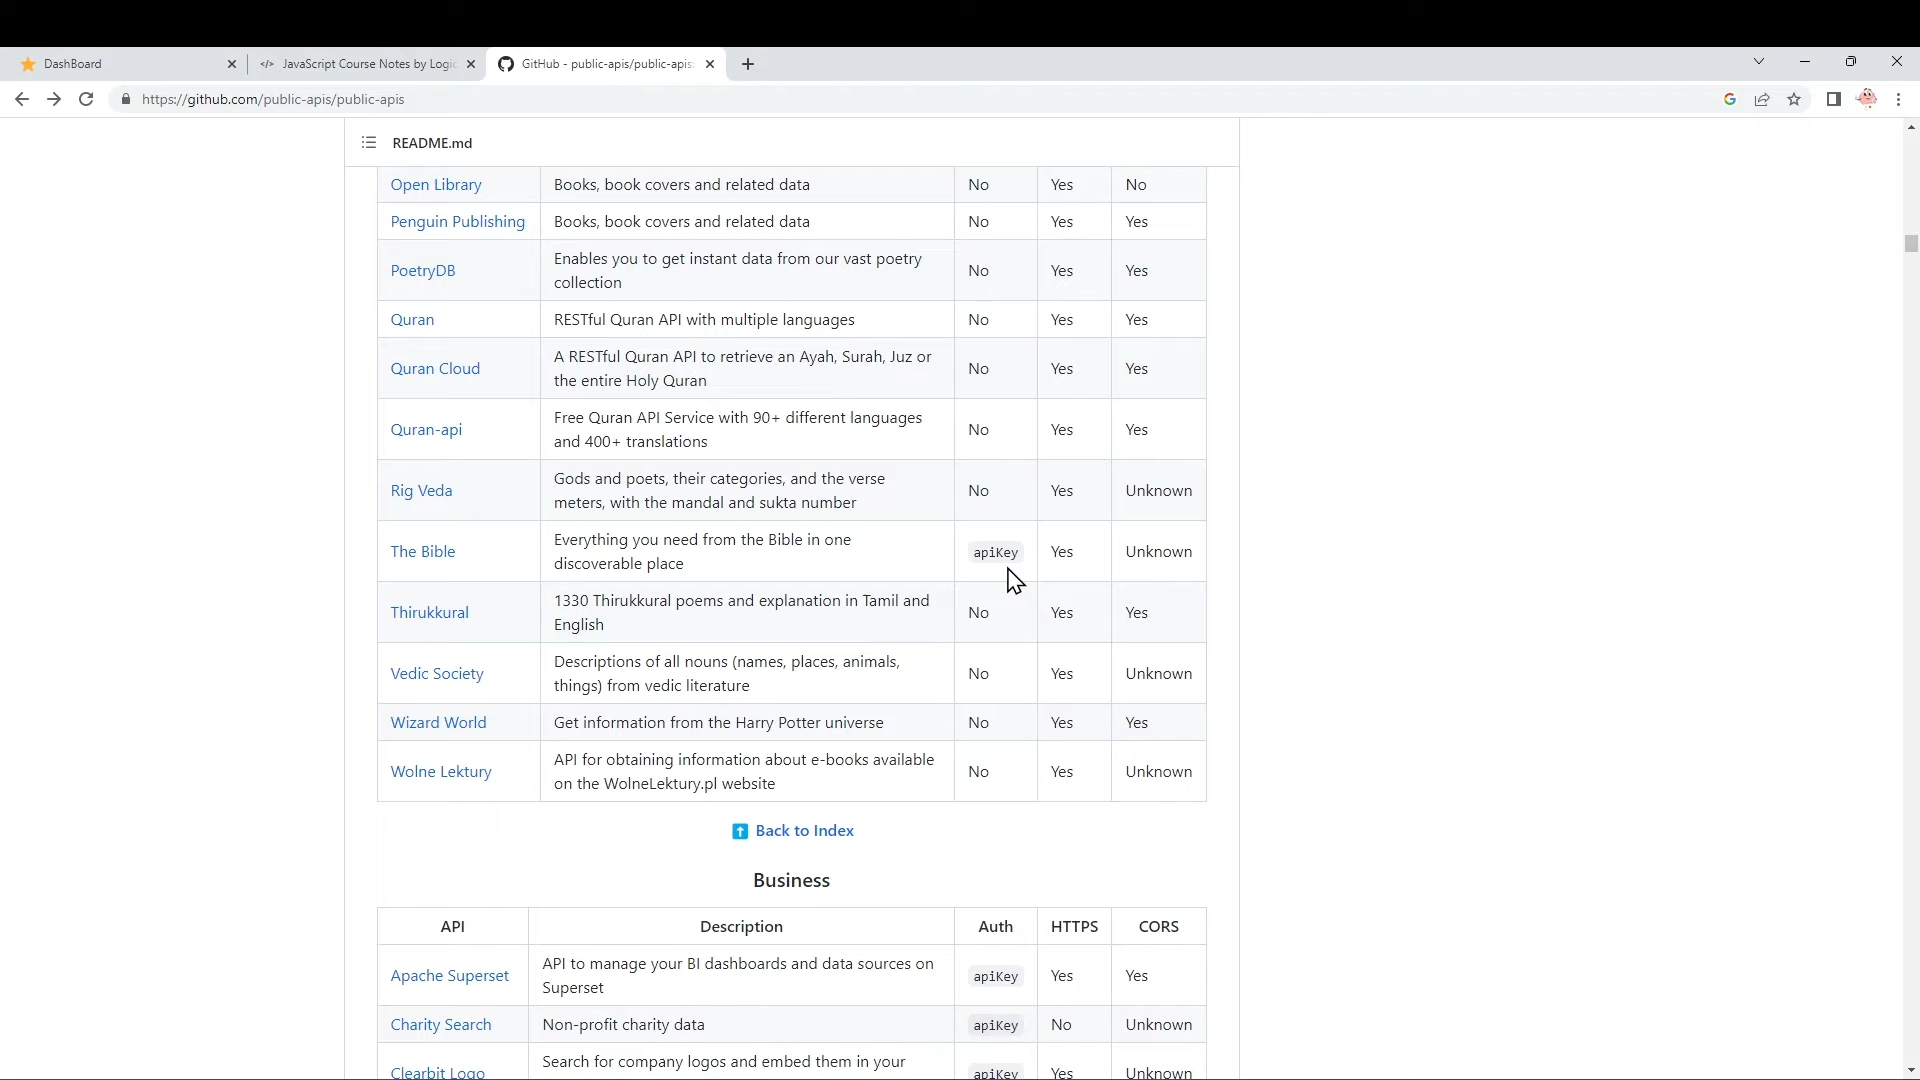 DashBoard
JavaScript Course Notes by Logic
GitHub - public-apis/public-apis:
https://github.com/public-apis/public-apis
README.md
Open Library Books, book covers and related data No Yes No
Penguin Publishing Books, book covers and related data No Yes Yes
PoetryDB Enables you to get instant data from our vast poetry
collection No Yes Yes
Quran RESTful Quran API with multiple languages No Yes Yes
Quran Cloud A RESTful Quran API to retrieve an Ayah, Surah, Juz or
the entire Holy Quran No Yes Yes
Quran-api Free Quran API Service with 90+ different languages
and 400+ translations No Yes Yes
Rig Veda Gods and poets, their categories, and the verse
meters, with the mandal and sukta number No Yes Unknown
The Bible Everything you need from the Bible in one
discoverable place apiKey Yes Unknown
Thirukkural 1330 Thirukkural poems and explanation in Tamil and
English No Yes Yes
Vedic Society Descriptions of all nouns (names, places, animals,
things) from vedic literature No Yes Unknown
Wizard World Get information from the Harry Potter universe No Yes Yes
Wolne Lektury API for obtaining information about e-books available
on the WolneLektury.pl website No Yes Unknown
Back to Index
Business
API Description Auth HTTPS CORS
Apache Superset API to manage your BI dashboards and data sources on
Superset apiKey Yes Yes
Charity Search Non-profit charity data apiKey No Unknown
Clearbit Logo Search for company logos and embed them in your apiKey Yes Unknown